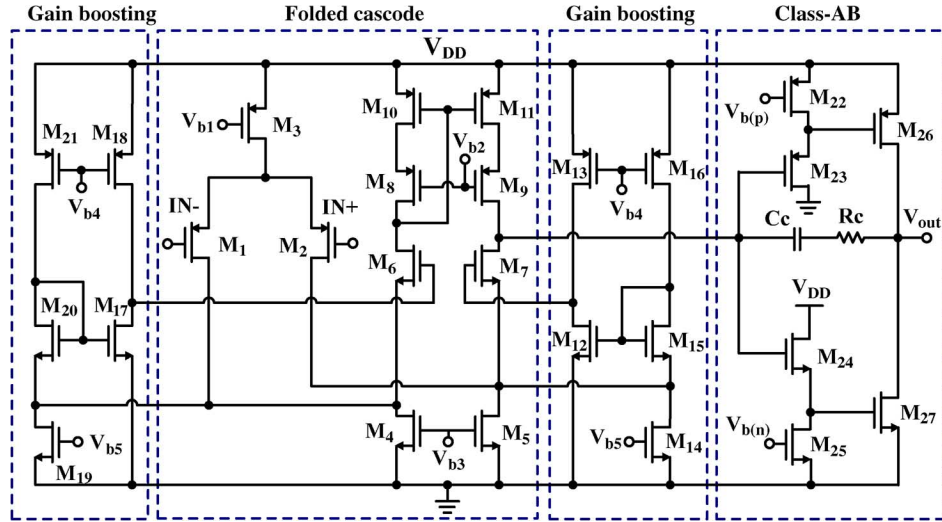 Gain boosting
Folded cascode
Gain boosting
Class-AB
VDD
M21
M18
Vb4
M20
M17
Vb5
M19
Vb1
M3
IN-
IN+
M1
M2
M10
M11
Vb2
M8
M9
M6
M7
M4
M5
Vb3
M13
M16
Vb4
M12
M15
Vb5
M14
Vb(p)
M22
M26
M23
Cc
Rc
Vout
VDD
M24
M27
Vb(n)
M25